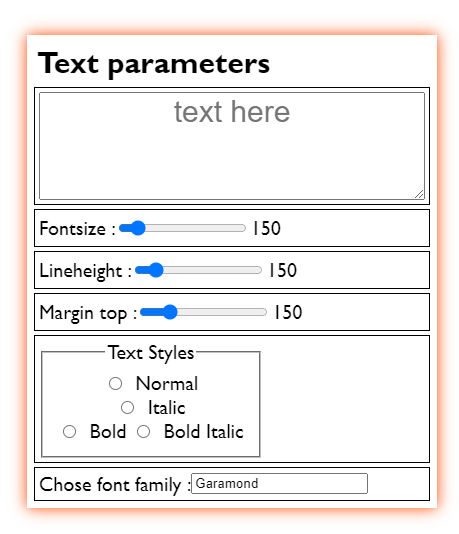 Text parameters
text here
Fontsize : 150
Lineheight : 150
Margin top : 150
Text Styles
Normal
Italic
Bold Bold Italic
Chose font family : Garamond